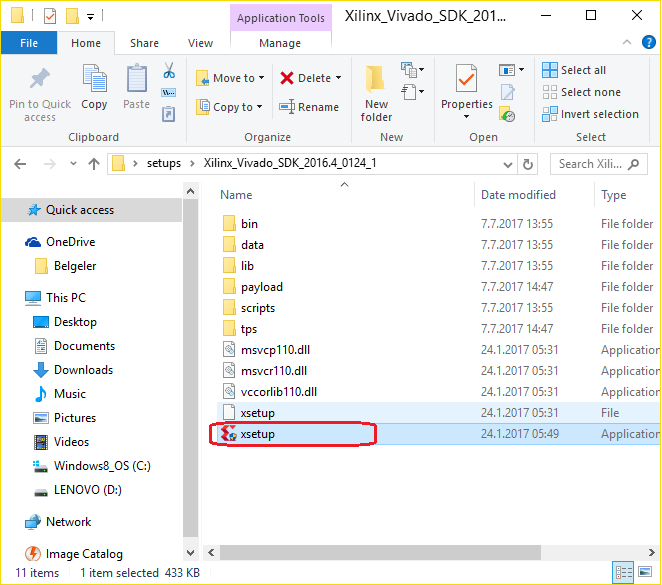 Application Tools
Xilinx_Vivado_SDK_201...
File
Home
Share
View
Manage
Pin to Quick access
Copy
Paste
Move to
Copy to
Delete
Rename
New folder
Properties
Select all
Select none
Invert selection
Clipboard
Organize
New
Open
Select
setups
Xilinx_Vivado_SDK_2016.4_0124_1
Search Xili...
Name
Date modified
Type
Quick access
OneDrive
Belgeler
This PC
Desktop
Documents
Downloads
Music
Pictures
Videos
Windows8_OS (C:)
LENOVO (D:)
Network
Image Catalog
bin 7.7.2017 13:55 File folder
data 7.7.2017 13:55 File folder
lib 7.7.2017 13:55 File folder
payload 7.7.2017 14:47 File folder
scripts 7.7.2017 13:55 File folder
tps 7.7.2017 14:47 File folder
msvcp110.dll 24.1.2017 05:31 Application
msvcr110.dll 24.1.2017 05:31 Application
vccorlib110.dll 24.1.2017 05:31 Application
xsetup 24.1.2017 05:31 File
xsetup 24.1.2017 05:49 Application
11 items
1 item selected 433 KB